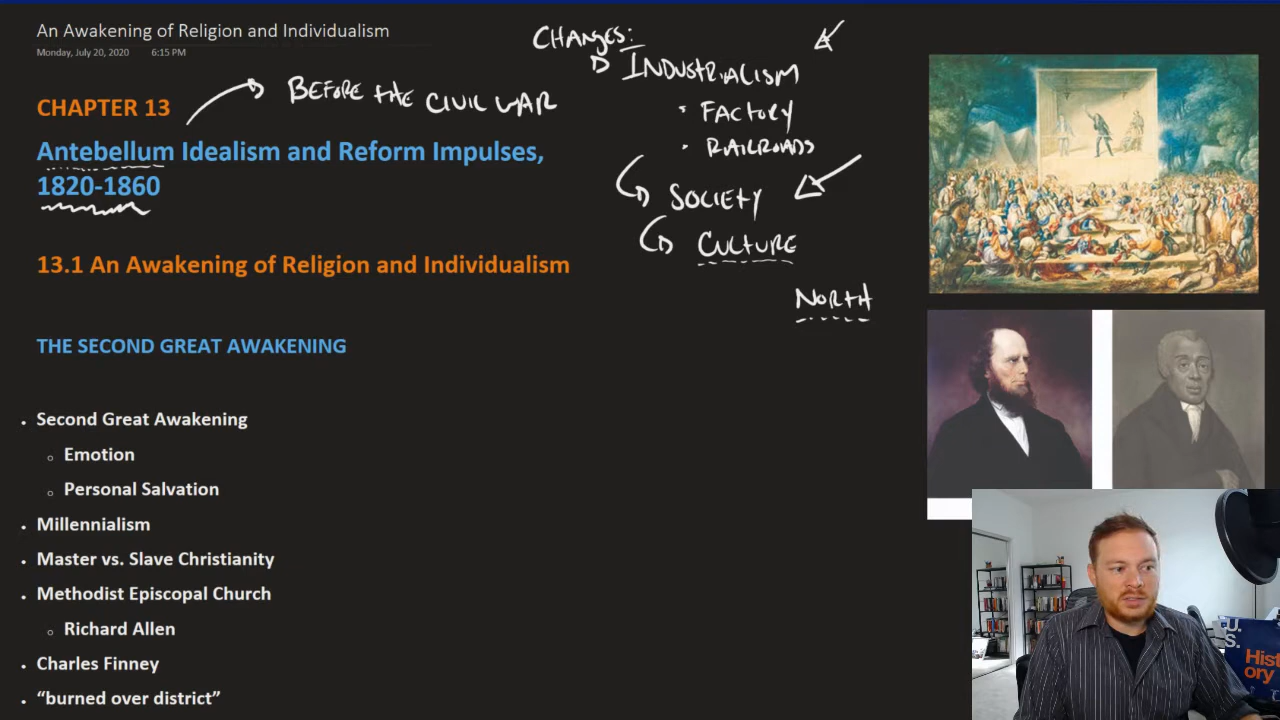 An Awakening of Religion and Individualism
Monday, July 20, 2020 6:15 PM
CHAPTER 13
BEFORE THE CIVIL WAR
Antebellum Idealism and Reform Impulses,
1820-1860
13.1 An Awakening of Religion and Individualism
THE SECOND GREAT AWAKENING
• Second Great Awakening
○ Emotion
○ Personal Salvation
• Millennialism
• Master vs. Slave Christianity
• Methodist Episcopal Church
○ Richard Allen
• Charles Finney
• “burned over district”
CHANGES:
INDUSTRIALISM
• FACTORY
• RAILROADS
SOCIETY
CULTURE
NORTH
U.S.
History